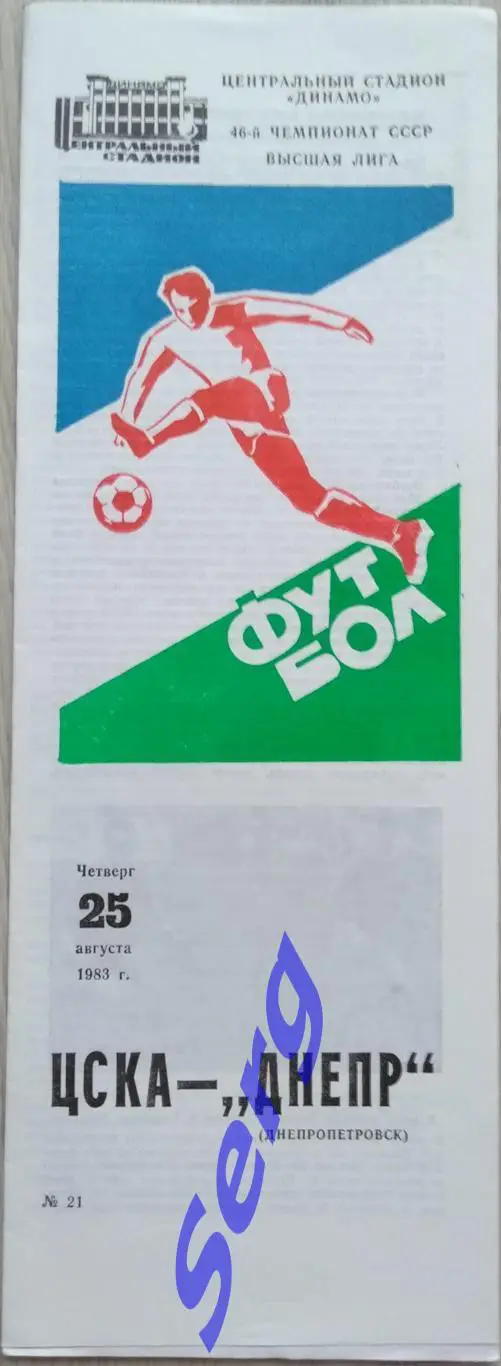 ДИНАМО
ЦЕНТРАЛЬНЫЙ
СТАДИОН
ЦЕНТРАЛЬНЫЙ СТАДИОН
«ДИНАМО»
46-й ЧЕМПИОНАТ СССР
ВЫСШАЯ ЛИГА
ФУТ
БОЛ
Четверг
25
августа
1983 г.
ЦСКА—„ДНЕПР“
(ДНЕПРОПЕТРОВСК)
№ 21
Serg